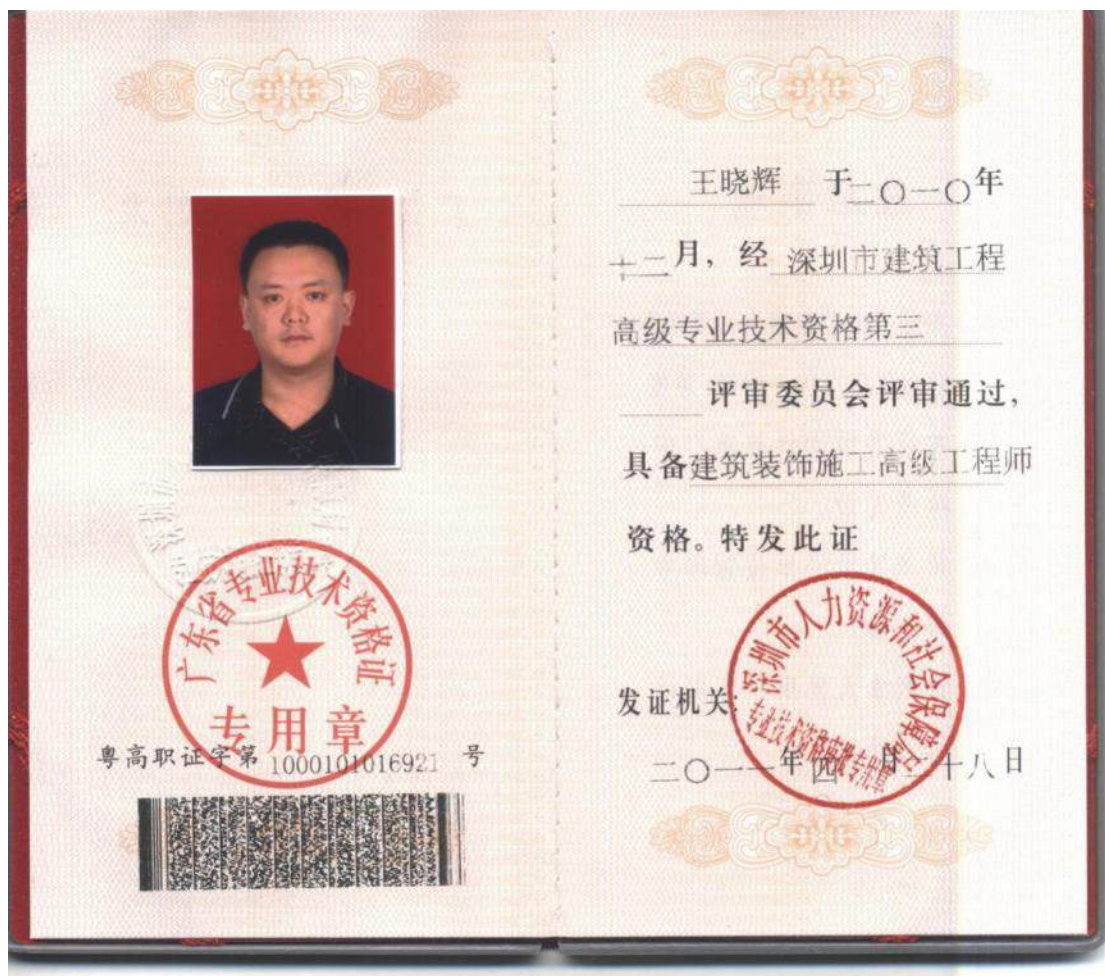 广东省专业技术资格证
专用章
粤高职证字第 1000101016921 号
王晓辉 于二〇一〇年
十二月，经 深圳市建筑工程
高级专业技术资格第三
评审委员会评审通过，
具备建筑装饰施工高级工程师
资格。特发此证
深圳市人力资源和社会保障局
发证机关:
二〇一一年四月二十八日